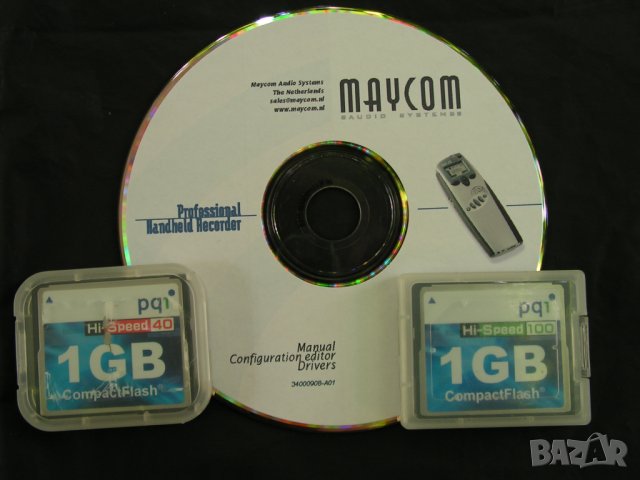 Maycom Audio Systems
The Netherlands
sales@maycom.nl
www.maycom.nl
MAYCOM
AUDIO SYSTEMS
Professional
Handheld Recorder
Manual
Configuration editor
Drivers
34000908-A01
pqi
Hi-Speed 40
1GB
CompactFlash®
pqi
Hi-Speed 100
1GB
CompactFlash®
BAZAR